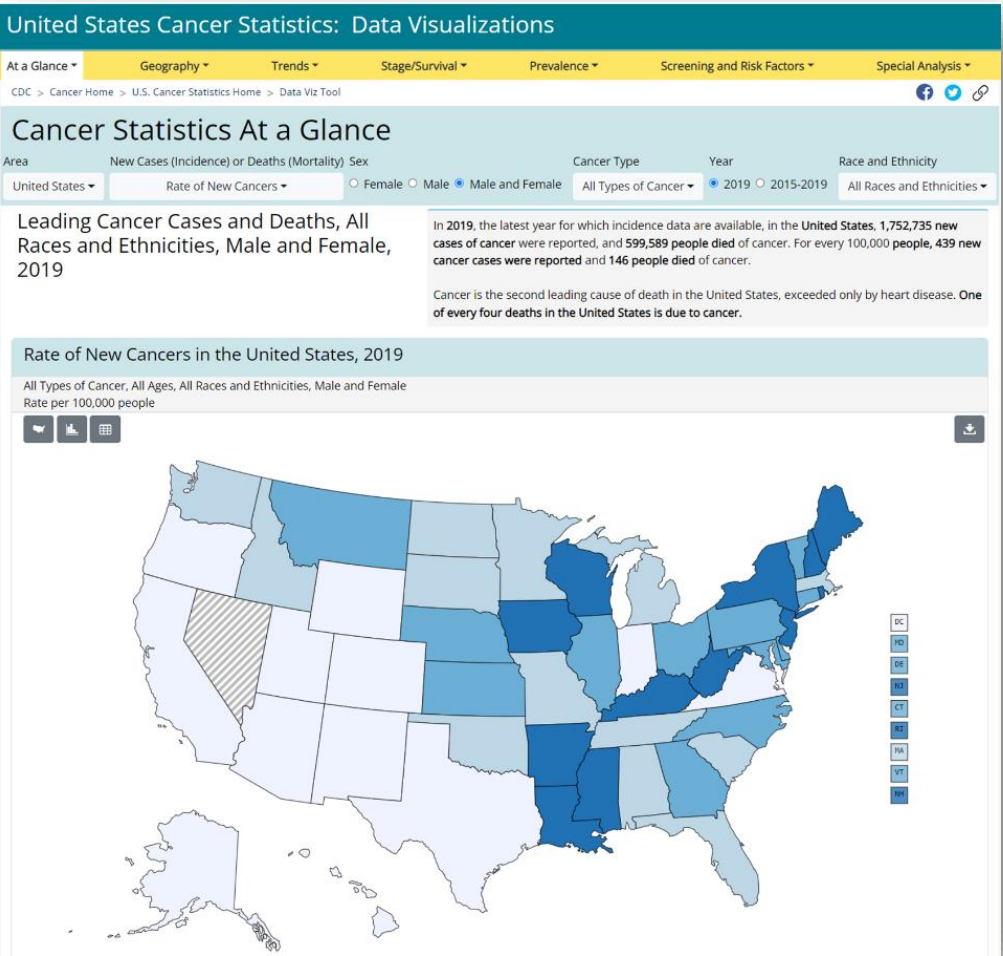 United States Cancer Statistics: Data Visualizations
At a Glance Geography Trends Stage/Survival Prevalence Screening and Risk Factors Special Analysis
CDC > Cancer Home > U.S. Cancer Statistics Home > Data Viz Tool
Cancer Statistics At a Glance
Area New Cases (Incidence) or Deaths (Mortality) Sex Cancer Type Year Race and Ethnicity
United States Rate of New Cancers Female Male Male and Female All Types of Cancer 2019 2015-2019 All Races and Ethnicities
Leading Cancer Cases and Deaths, All
Races and Ethnicities, Male and Female,
2019
In 2019, the latest year for which incidence data are available, in the United States, 1,752,735 new
cases of cancer were reported, and 599,589 people died of cancer. For every 100,000 people, 439 new
cancer cases were reported and 146 people died of cancer.
Cancer is the second leading cause of death in the United States, exceeded only by heart disease. One
of every four deaths in the United States is due to cancer.
Rate of New Cancers in the United States, 2019
All Types of Cancer, All Ages, All Races and Ethnicities, Male and Female
Rate per 100,000 people
DC
MD
DE
NJ
CT
RI
MA
VT
NH